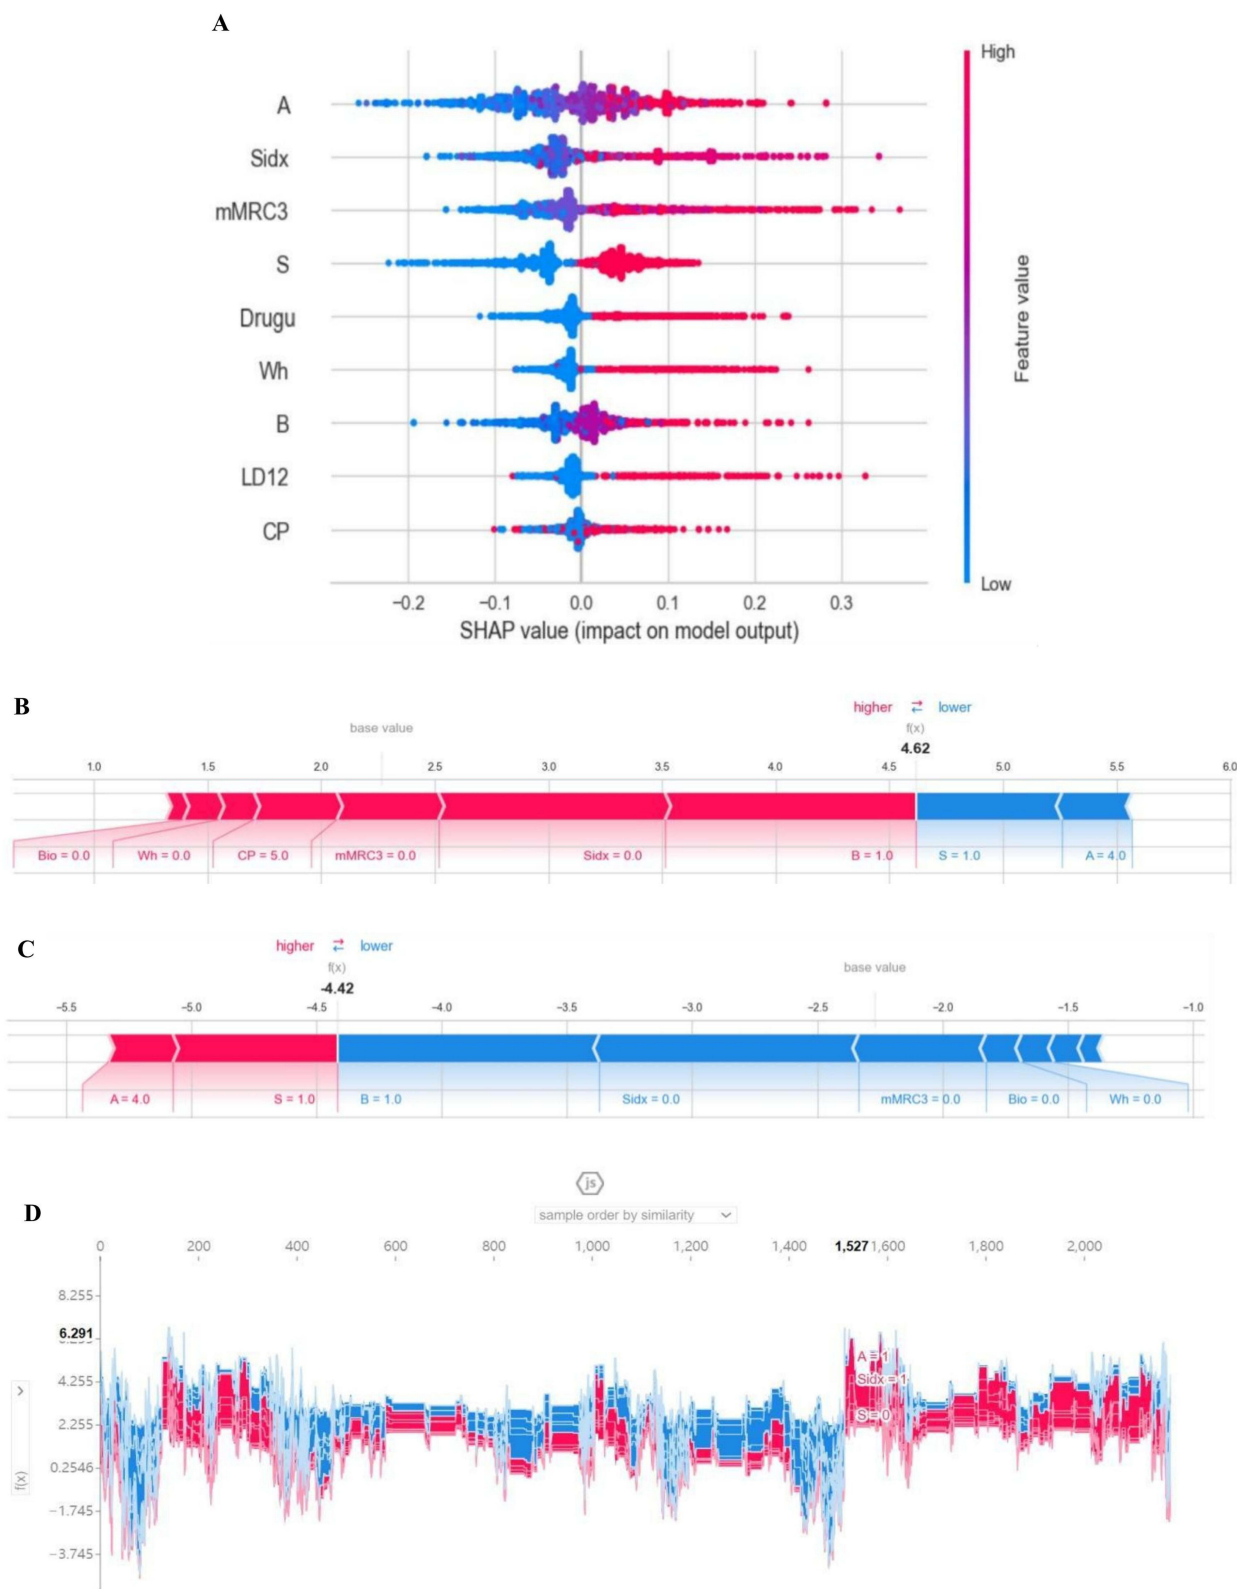 A
High
A
Sidx
mMRC3
S
Drugu
Wh
B
LD12
CP
Feature value
Low
−0.2 −0.1 0.0 0.1 0.2 0.3
SHAP value (impact on model output)
B
higher ⇄ lower
base value f(x)
4.62
1.0 1.5 2.0 2.5 3.0 3.5 4.0 4.5 5.0 5.5 6.0
Bio = 0.0 Wh = 0.0 CP = 5.0 mMRC3 = 0.0 Sidx = 0.0 B = 1.0 S = 1.0 A = 4.0
C
higher ⇄ lower
f(x) base value
-4.42
−5.5 −5.0 −4.5 −4.0 −3.5 −3.0 −2.5 −2.0 −1.5 −1.0
A = 4.0 S = 1.0 B = 1.0 Sidx = 0.0 mMRC3 = 0.0 Bio = 0.0 Wh = 0.0
js
D
sample order by similarity
0 200 400 600 800 1,000 1,200 1,400 1,527 1,600 1,800 2,000
8.255
6.291
4.255
2.255
0.2546
−1.745
−3.745
f(x)
A = 1
Sidx = 1
S = 0